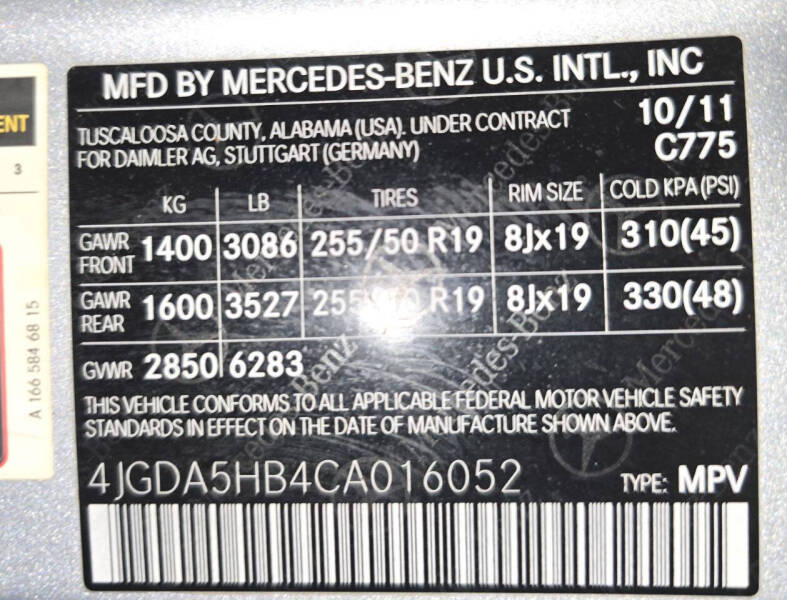 MFD BY MERCEDES-BENZ U.S. INTL., INC
TUSCALOOSA COUNTY, ALABAMA (USA). UNDER CONTRACT 10/11
FOR DAIMLER AG, STUTTGART (GERMANY) C775
KG LB TIRES RIM SIZE COLD KPA (PSI)
GAWR FRONT 1400 3086 255/50 R19 8Jx19 310(45)
GAWR REAR 1600 3527 R19 8Jx19 330(48)
GVWR 2850 6283
THIS VEHICLE CONFORMS TO ALL APPLICABLE FEDERAL MOTOR VEHICLE SAFETY
STANDARDS IN EFFECT ON THE DATE OF MANUFACTURE SHOWN ABOVE.
4JGDA5HB4CA016052 TYPE: MPV
3
A 166 584 68 15